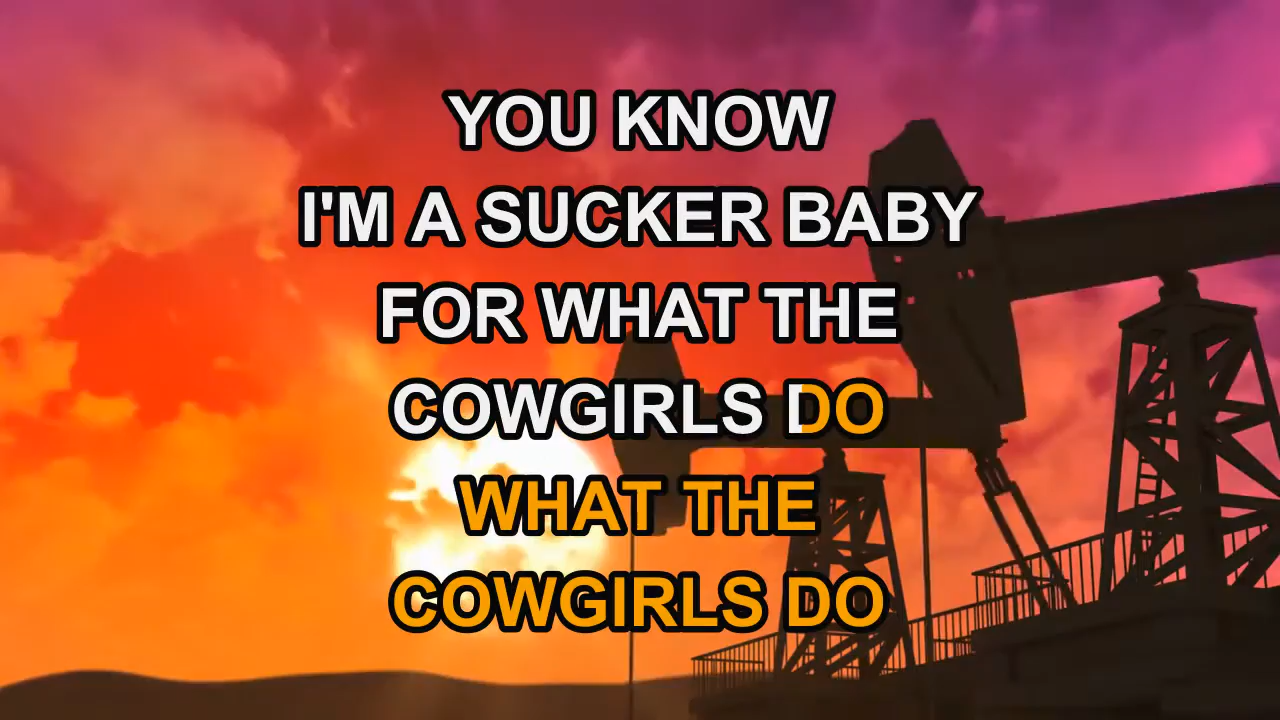 YOU KNOW
I'M A SUCKER BABY
FOR WHAT THE
COWGIRLS DO
WHAT THE
COWGIRLS DO